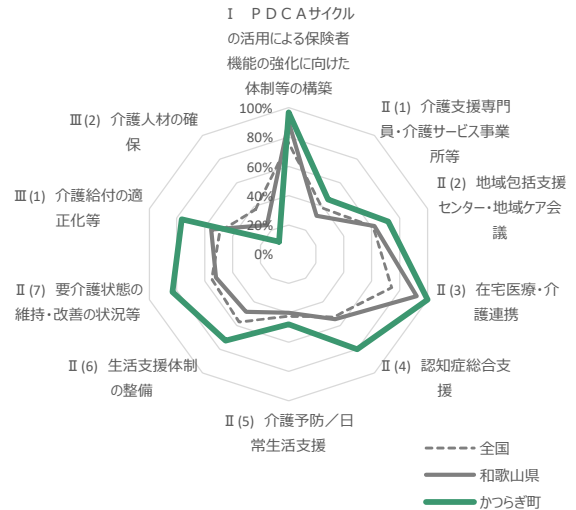 Ⅰ　ＰＤＣＡサイクル
の活用による保険者
機能の強化に向けた
体制等の構築
Ⅱ(1) 介護支援専門
員・介護サービス事業
所等
Ⅱ(2) 地域包括支援
センター・地域ケア会
議
Ⅱ(3) 在宅医療・介
護連携
Ⅱ(4) 認知症総合支
援
Ⅱ(5) 介護予防／日
常生活支援
Ⅱ(6) 生活支援体制
の整備
Ⅱ(7) 要介護状態の
維持・改善の状況等
Ⅲ(1) 介護給付の適
正化等
Ⅲ(2) 介護人材の確
保
100%
80%
60%
40%
20%
0%
全国
和歌山県
かつらぎ町